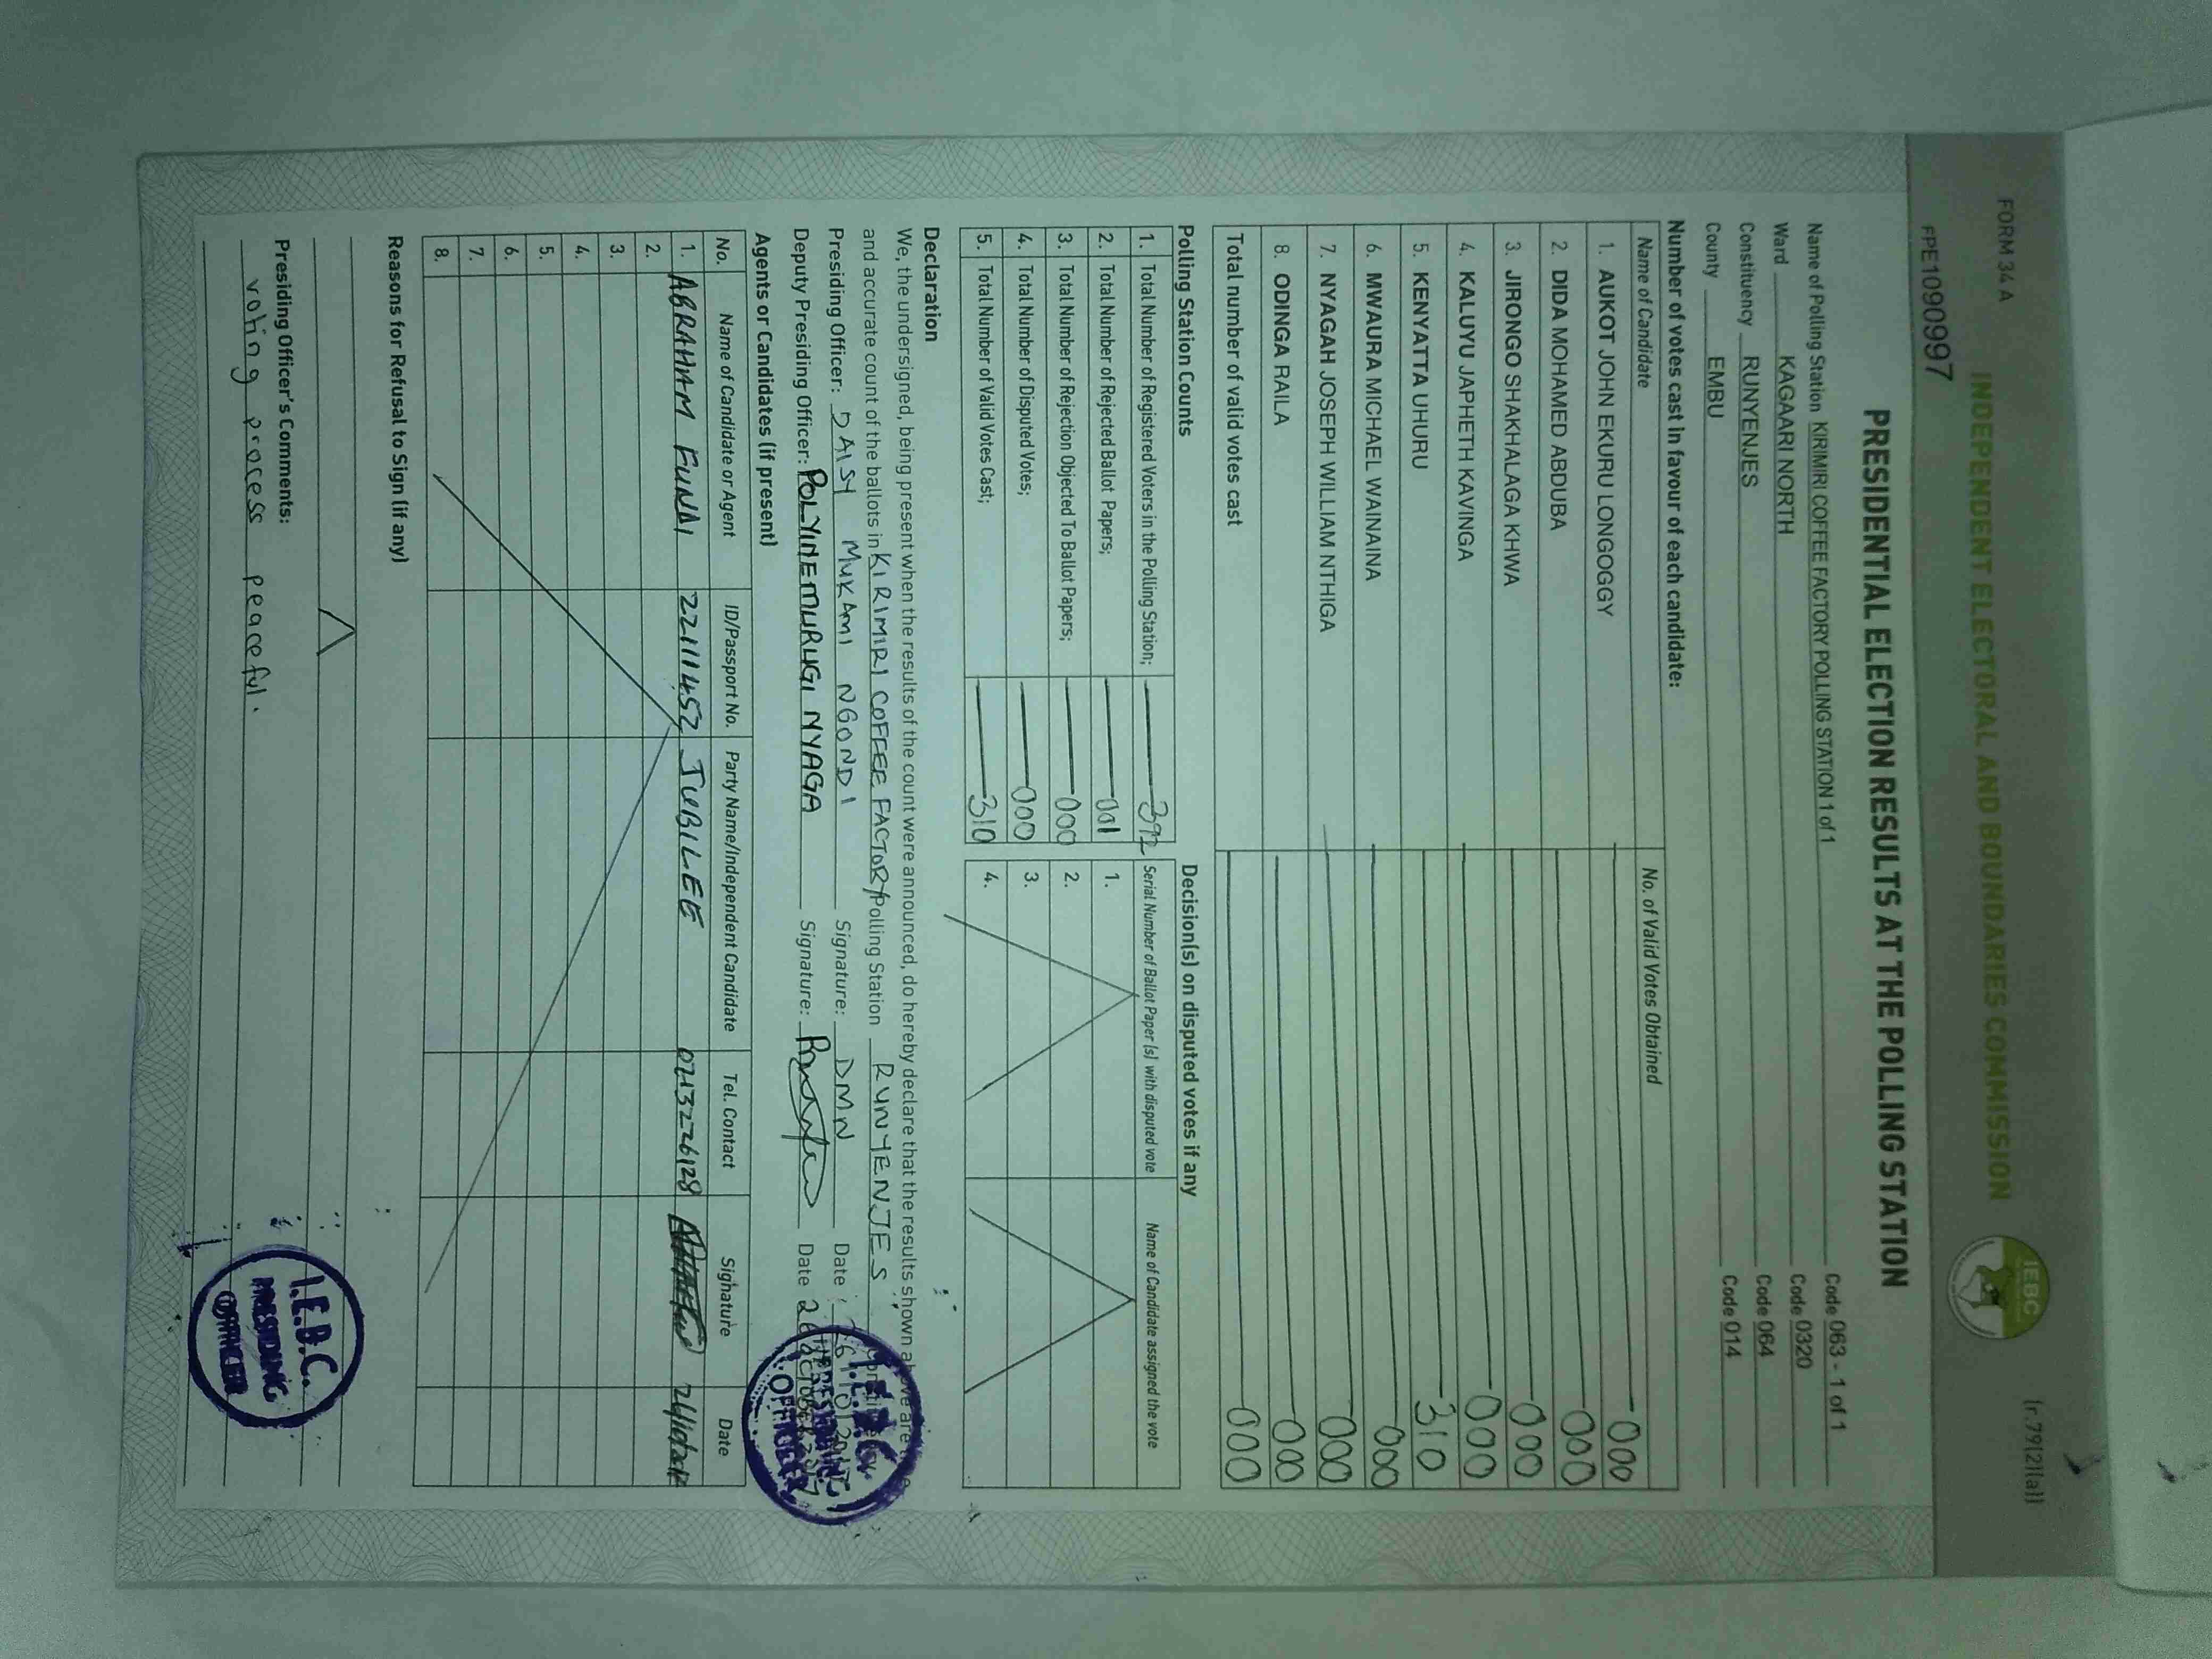 FORM 34 A
(r.79(2)(a))
INDEPENDENT ELECTORAL AND BOUNDARIES COMMISSION
IEBC
FPE1090997
PRESIDENTIAL ELECTION RESULTS AT THE POLLING STATION
Name of Polling Station KIRIMIRI COFFEE FACTORY POLLING STATION 1 of 1 Code 063 - 1 of 1
Ward KAGAARI NORTH Code 0320
Constituency RUNYENJES Code 064
County EMBU Code 014
Number of votes cast in favour of each candidate:
Name of Candidate No. of Valid Votes Obtained
1. AUKOT JOHN EKURU LONGOGGY 000
2. DIDA MOHAMED ABDUBA 000
3. JIRONGO SHAKHALAGA KHWA 000
4. KALUYU JAPHETH KAVINGA 000
5. KENYATTA UHURU 310
6. MWAURA MICHAEL WAINAINA 000
7. NYAGAH JOSEPH WILLIAM NTHIGA 000
8. ODINGA RAILA 000
Total number of valid votes cast 000
Polling Station Counts
1. Total Number of Registered Voters in the Polling Station; 392
2. Total Number of Rejected Ballot Papers; 001
3. Total Number of Rejection Objected To Ballot Papers; 000
4. Total Number of Disputed Votes; 000
5. Total Number of Valid Votes Cast; 310
Decision(s) on disputed votes if any
Serial Number of Ballot Paper (s) with disputed vote Name of Candidate assigned the vote
1.
2.
3.
4.
Declaration
We, the undersigned, being present when the results of the count were announced, do hereby declare that the results shown above are
and accurate count of the ballots in KIRIMIRI COFFEE FACTORY Polling Station RUNYENJES
Presiding Officer: DAISY MUKAMI NGONDI Signature: DMN Date:
Deputy Presiding Officer: POLYINE MURUGI NYAGA Signature: Date
I.E.B.C. PRESIDING OFFICER
Agents or Candidates (if present)
No. Name of Candidate or Agent ID/Passport No. Party Name/Independent Candidate Tel. Contact Signature Date
1. ABRAHAM FUNDI 22111452 JUBILEE 0713226128
2.
3.
4.
5.
6.
7.
8.
Reasons for Refusal to Sign (if any)
Presiding Officer's Comments:
voting process peaceful.
I.E.B.C.
PRESIDING
OFFICER